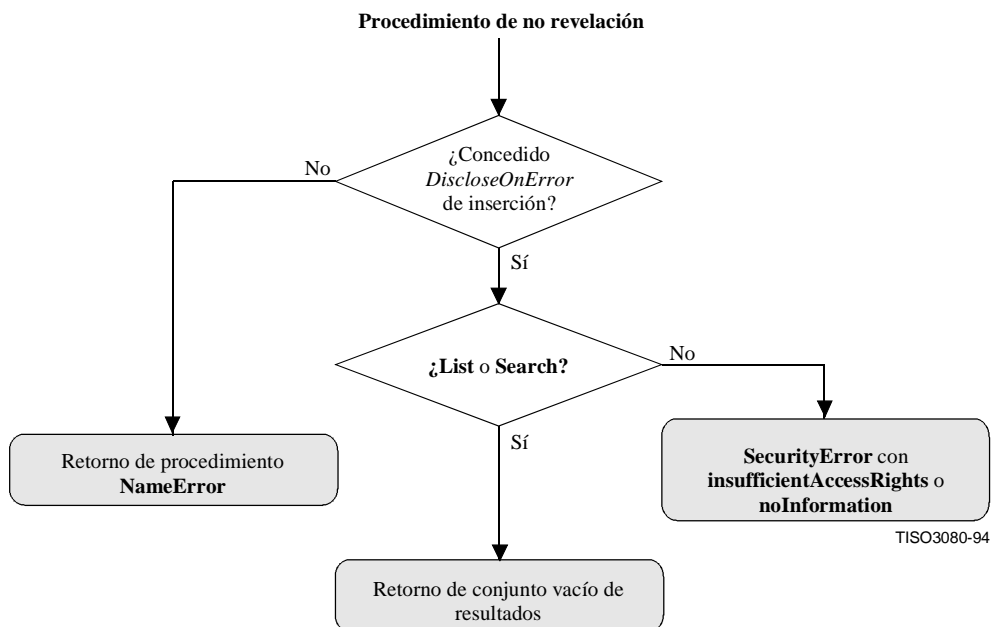 Procedimiento de no revelación
¿Concedido
DiscloseOnError
de inserción?
No
Sí
¿List o Search?
No
Sí
Retorno de procedimiento
NameError
SecurityError con
insufficientAccessRights o
noInformation
TISO3080-94
Retorno de conjunto vacío de
resultados